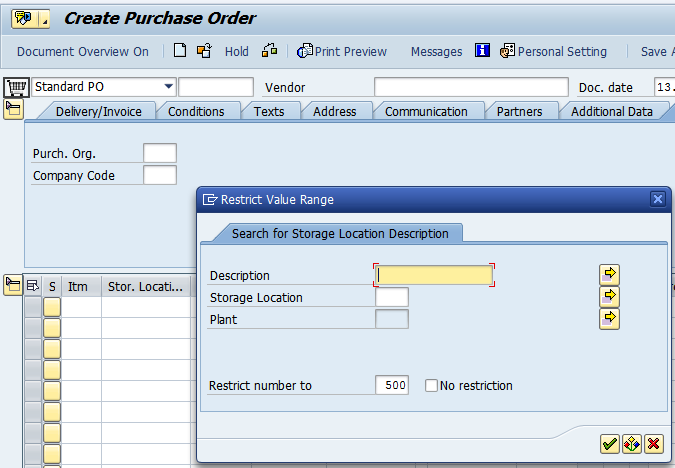 Create Purchase Order
Document Overview On Hold Print Preview Messages Personal Setting Save
Standard PO Vendor Doc. date 13.
Delivery/Invoice Conditions Texts Address Communication Partners Additional Data
Purch. Org.
Company Code
Restrict Value Range
Search for Storage Location Description
Description
Storage Location
Plant
S Itm Stor. Locati...
Restrict number to 500 No restriction